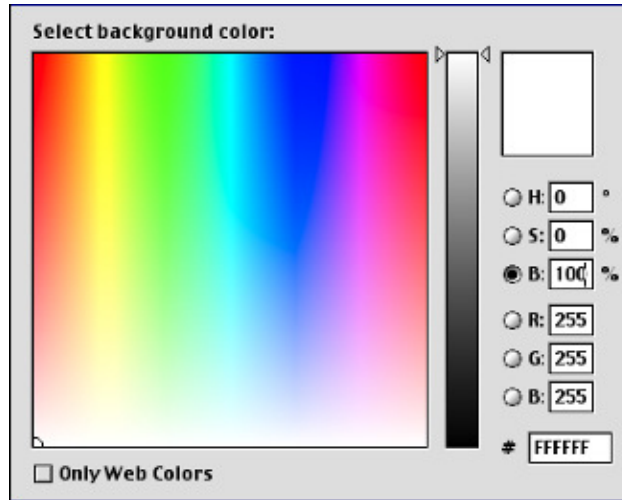 Select background color:
H: 0 °
S: 0 %
B: 100 %
R: 255
G: 255
B: 255
# FFFFFF
Only Web Colors